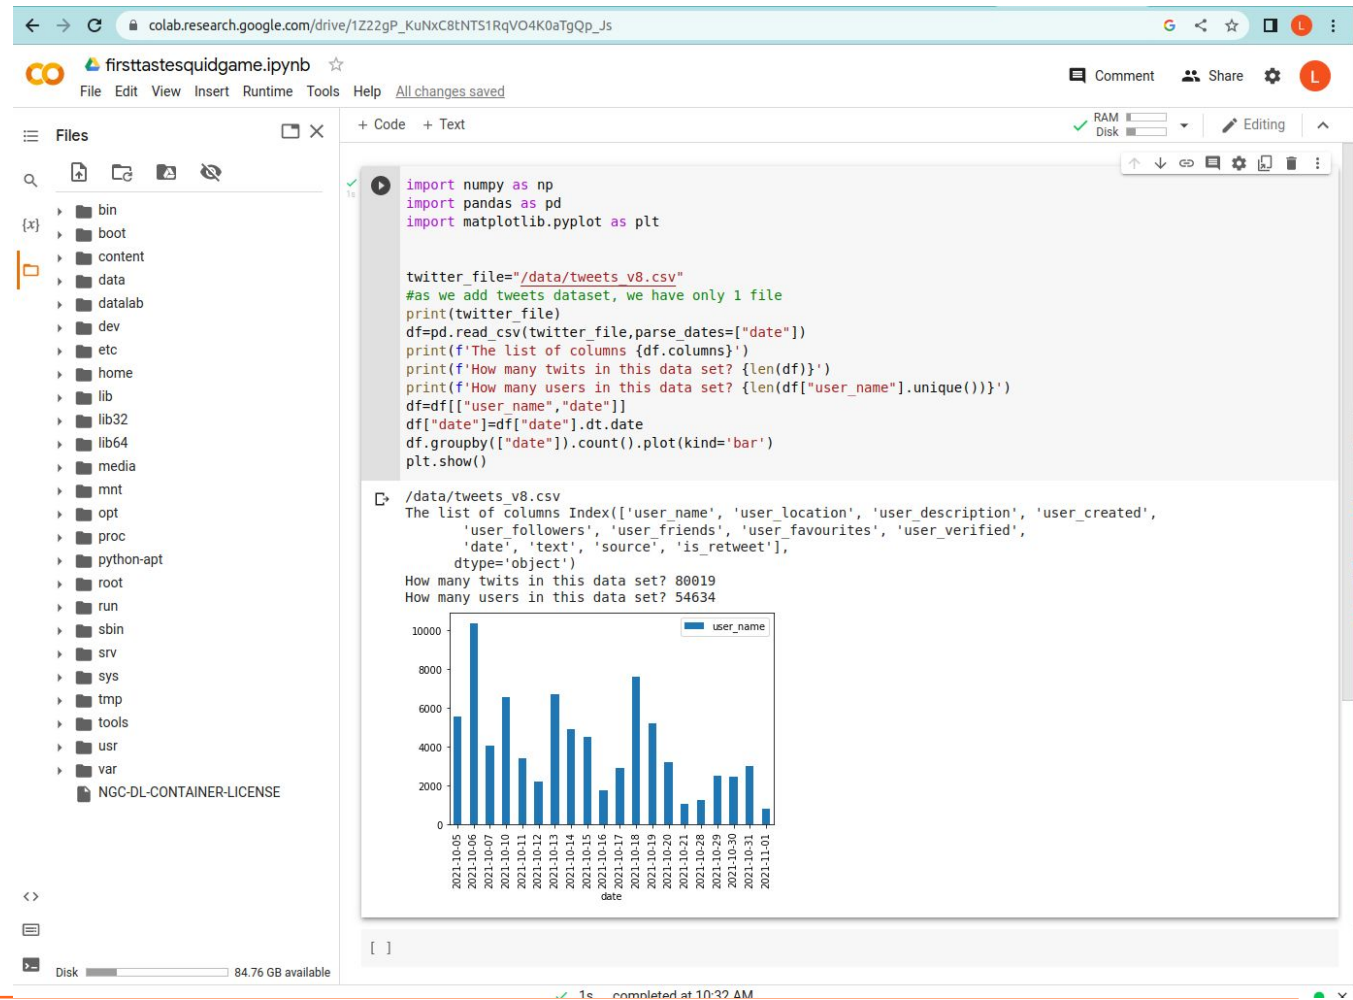 colab.research.google.com/drive/1Z22gP_KuNxC8tNTS1RqVO4K0aTgQp_Js
G
L
CO
firsttastesquidgame.ipynb
File Edit View Insert Runtime Tools Help All changes saved
Comment
Share
L
Files
+ Code + Text
RAM
Disk
Editing
{x}
bin
boot
content
data
datalab
dev
etc
home
lib
lib32
lib64
media
mnt
opt
proc
python-apt
root
run
sbin
srv
sys
tmp
tools
usr
var
NGC-DL-CONTAINER-LICENSE
Disk
84.76 GB available
1s
import numpy as np
import pandas as pd
import matplotlib.pyplot as plt
twitter_file="/data/tweets_v8.csv"
#as we add tweets dataset, we have only 1 file
print(twitter_file)
df=pd.read_csv(twitter_file,parse_dates=["date"])
print(f'The list of columns {df.columns}')
print(f'How many twits in this data set? {len(df)}')
print(f'How many users in this data set? {len(df["user_name"].unique())}')
df=df[["user_name","date"]]
df["date"]=df["date"].dt.date
df.groupby(["date"]).count().plot(kind='bar')
plt.show()
/data/tweets_v8.csv
The list of columns Index(['user_name', 'user_location', 'user_description', 'user_created',
'user_followers', 'user_friends', 'user_favourites', 'user_verified',
'date', 'text', 'source', 'is_retweet'],
dtype='object')
How many twits in this data set? 80019
How many users in this data set? 54634
user_name
10000
8000
6000
4000
2000
0
2021-10-05
2021-10-06
2021-10-07
2021-10-10
2021-10-11
2021-10-12
2021-10-13
2021-10-14
2021-10-15
2021-10-16
2021-10-17
2021-10-18
2021-10-19
2021-10-20
2021-10-21
2021-10-28
2021-10-29
2021-10-30
2021-10-31
2021-11-01
date
[ ]
1s completed at 10:32 AM